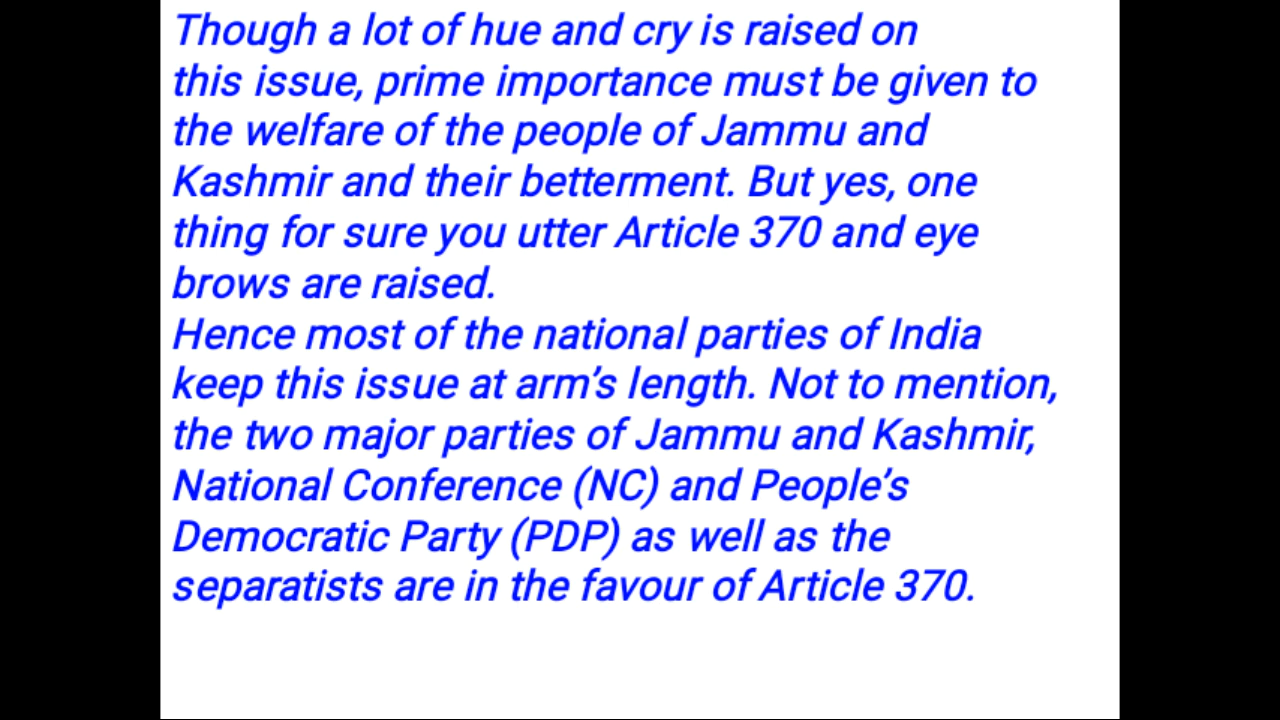 Though a lot of hue and cry is raised on
this issue, prime importance must be given to
the welfare of the people of Jammu and
Kashmir and their betterment. But yes, one
thing for sure you utter Article 370 and eye
brows are raised.
Hence most of the national parties of India
keep this issue at arm’s length. Not to mention,
the two major parties of Jammu and Kashmir,
National Conference (NC) and People’s
Democratic Party (PDP) as well as the
separatists are in the favour of Article 370.